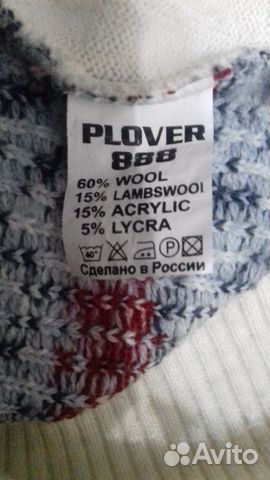 PLOVER
888
60% WOOL
15% LAMBSWOOL
15% ACRYLIC
5% LYCRA
40°
P
Сделано в России
Avito